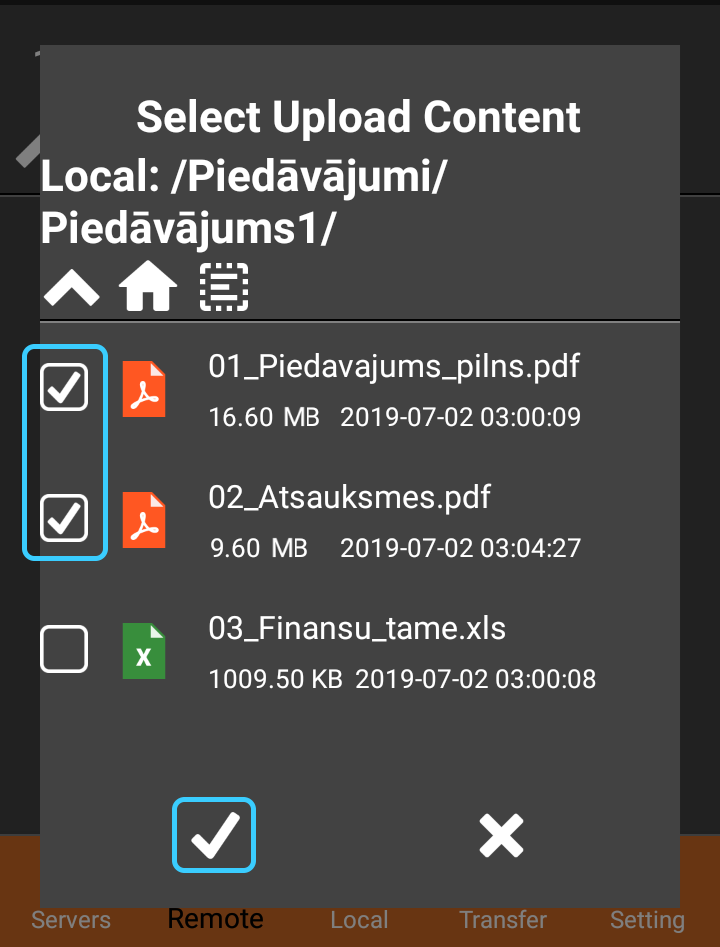 Select Upload Content
Local: /Piedāvājumi/
Piedāvājums1/
01_Piedavajums_pilns.pdf
16.60 MB 2019-07-02 03:00:09
02_Atsauksmes.pdf
9.60 MB 2019-07-02 03:04:27
03_Finansu_tame.xls
X
1009.50 KB 2019-07-02 03:00:08
Servers Remote Local Transfer Setting